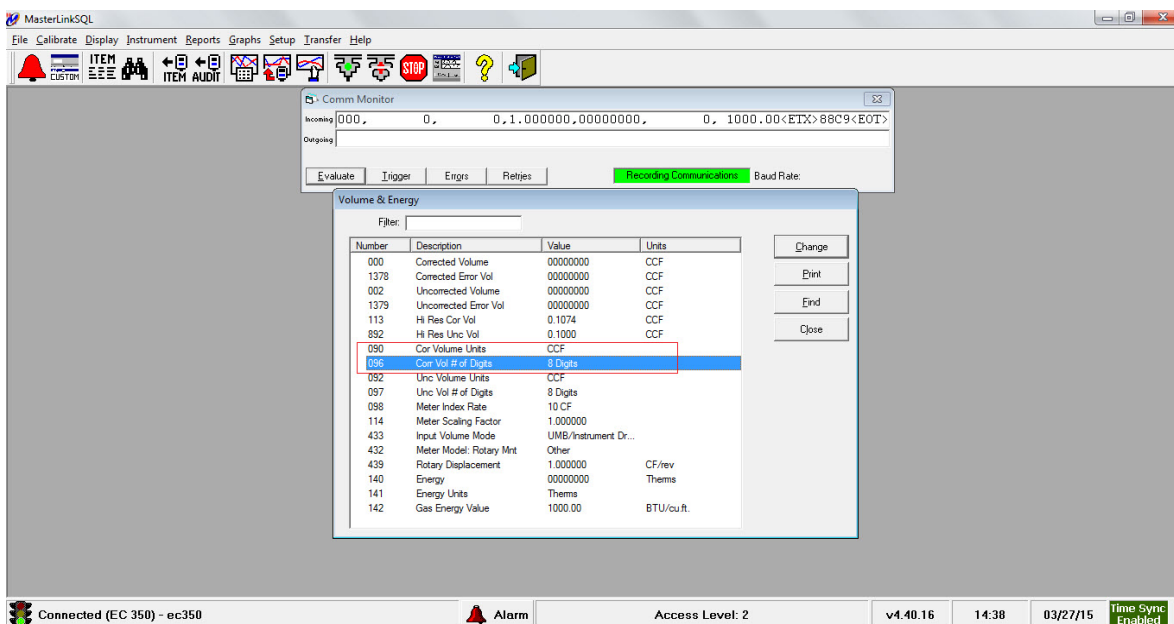 MasterLinkSQL
File Calibrate Display Instrument Reports Graphs Setup Transfer Help
CUSTOM ITEM ITEM AUDIT STOP
Comm Monitor
Incoming 000, 0, 0,1.000000,00000000, 0, 1000.00<ETX>88C9<EOT>
Outgoing
Evaluate Trigger Errors Retries Recording Communications Baud Rate:
Volume & Energy
Filter:
Number Description Value Units
000 Corrected Volume 00000000 CCF
1378 Corrected Error Vol 00000000 CCF
002 Uncorrected Volume 00000000 CCF
1379 Uncorrected Error Vol 00000000 CCF
113 Hi Res Cor Vol 0.1074 CCF
892 Hi Res Unc Vol 0.1000 CCF
090 Cor Volume Units CCF
096 Corr Vol # of Digits 8 Digits
092 Unc Volume Units CCF
097 Unc Vol # of Digits 8 Digits
098 Meter Index Rate 10 CF
114 Meter Scaling Factor 1.000000
433 Input Volume Mode UMB/Instrument Dr...
432 Meter Model: Rotary Mnt Other
439 Rotary Displacement 1.000000 CF/rev
140 Energy 00000000 Therms
141 Energy Units Therms
142 Gas Energy Value 1000.00 BTU/cu.ft.
Change
Print
Find
Close
Connected (EC 350) - ec350 Alarm Access Level: 2 v4.40.16 14:38 03/27/15 Time Sync
Enabled